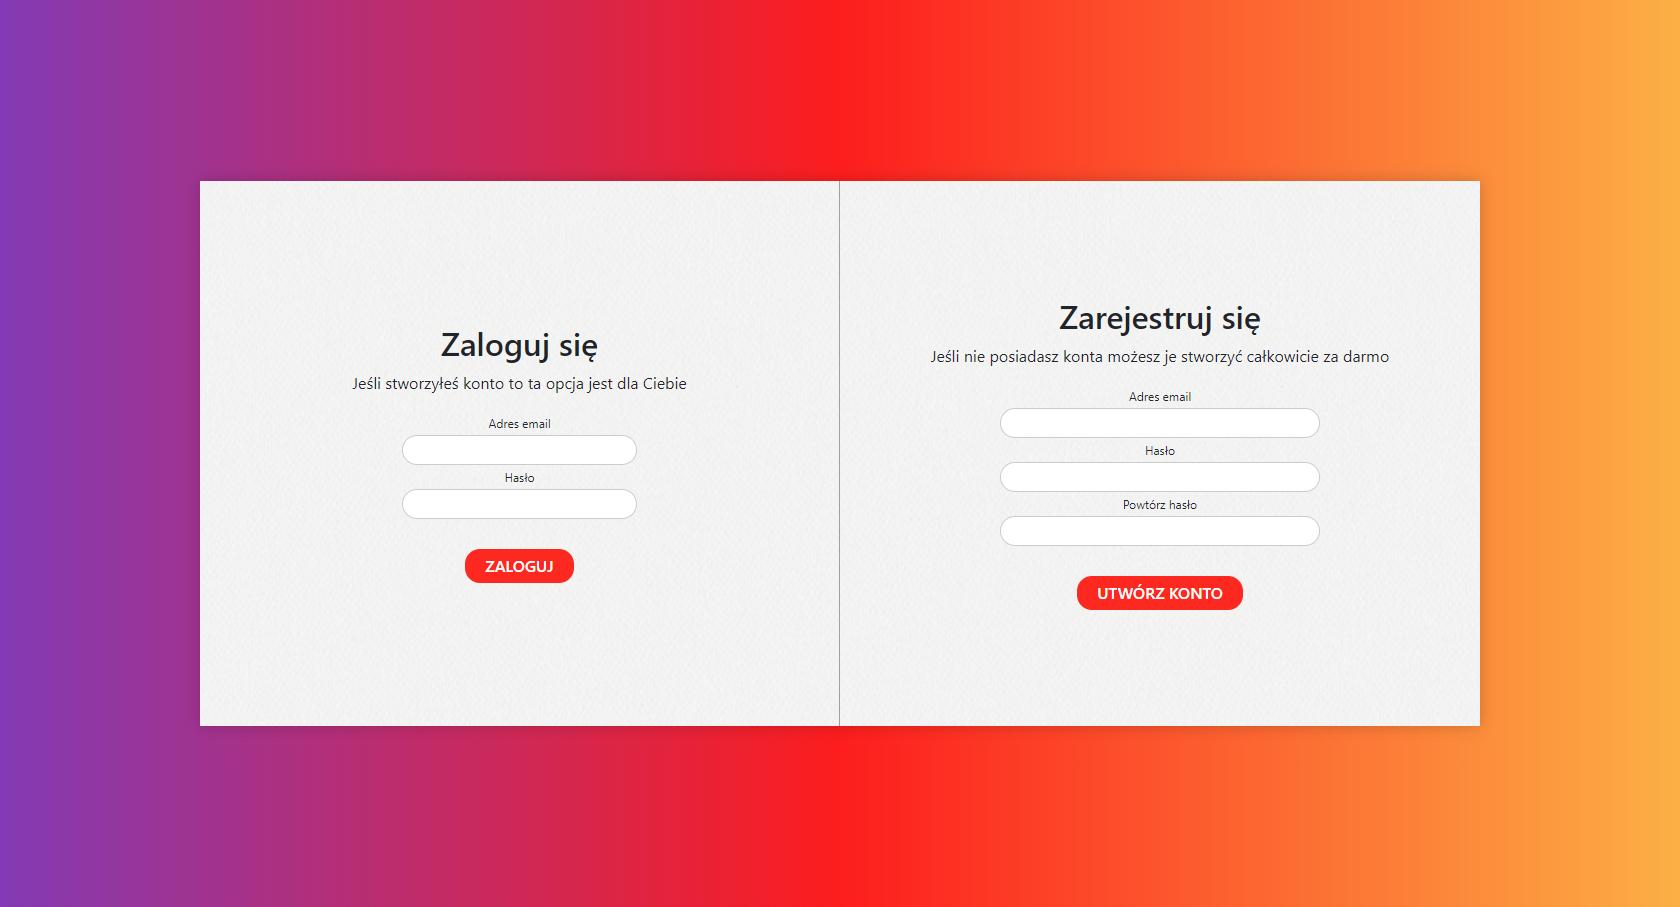 Zaloguj się
Jeśli stworzyłeś konto to ta opcja jest dla Ciebie
Adres email
Hasło
ZALOGUJ
Zarejestruj się
Jeśli nie posiadasz konta możesz je stworzyć całkowicie za darmo
Adres email
Hasło
Powtórz hasło
UTWÓRZ KONTO